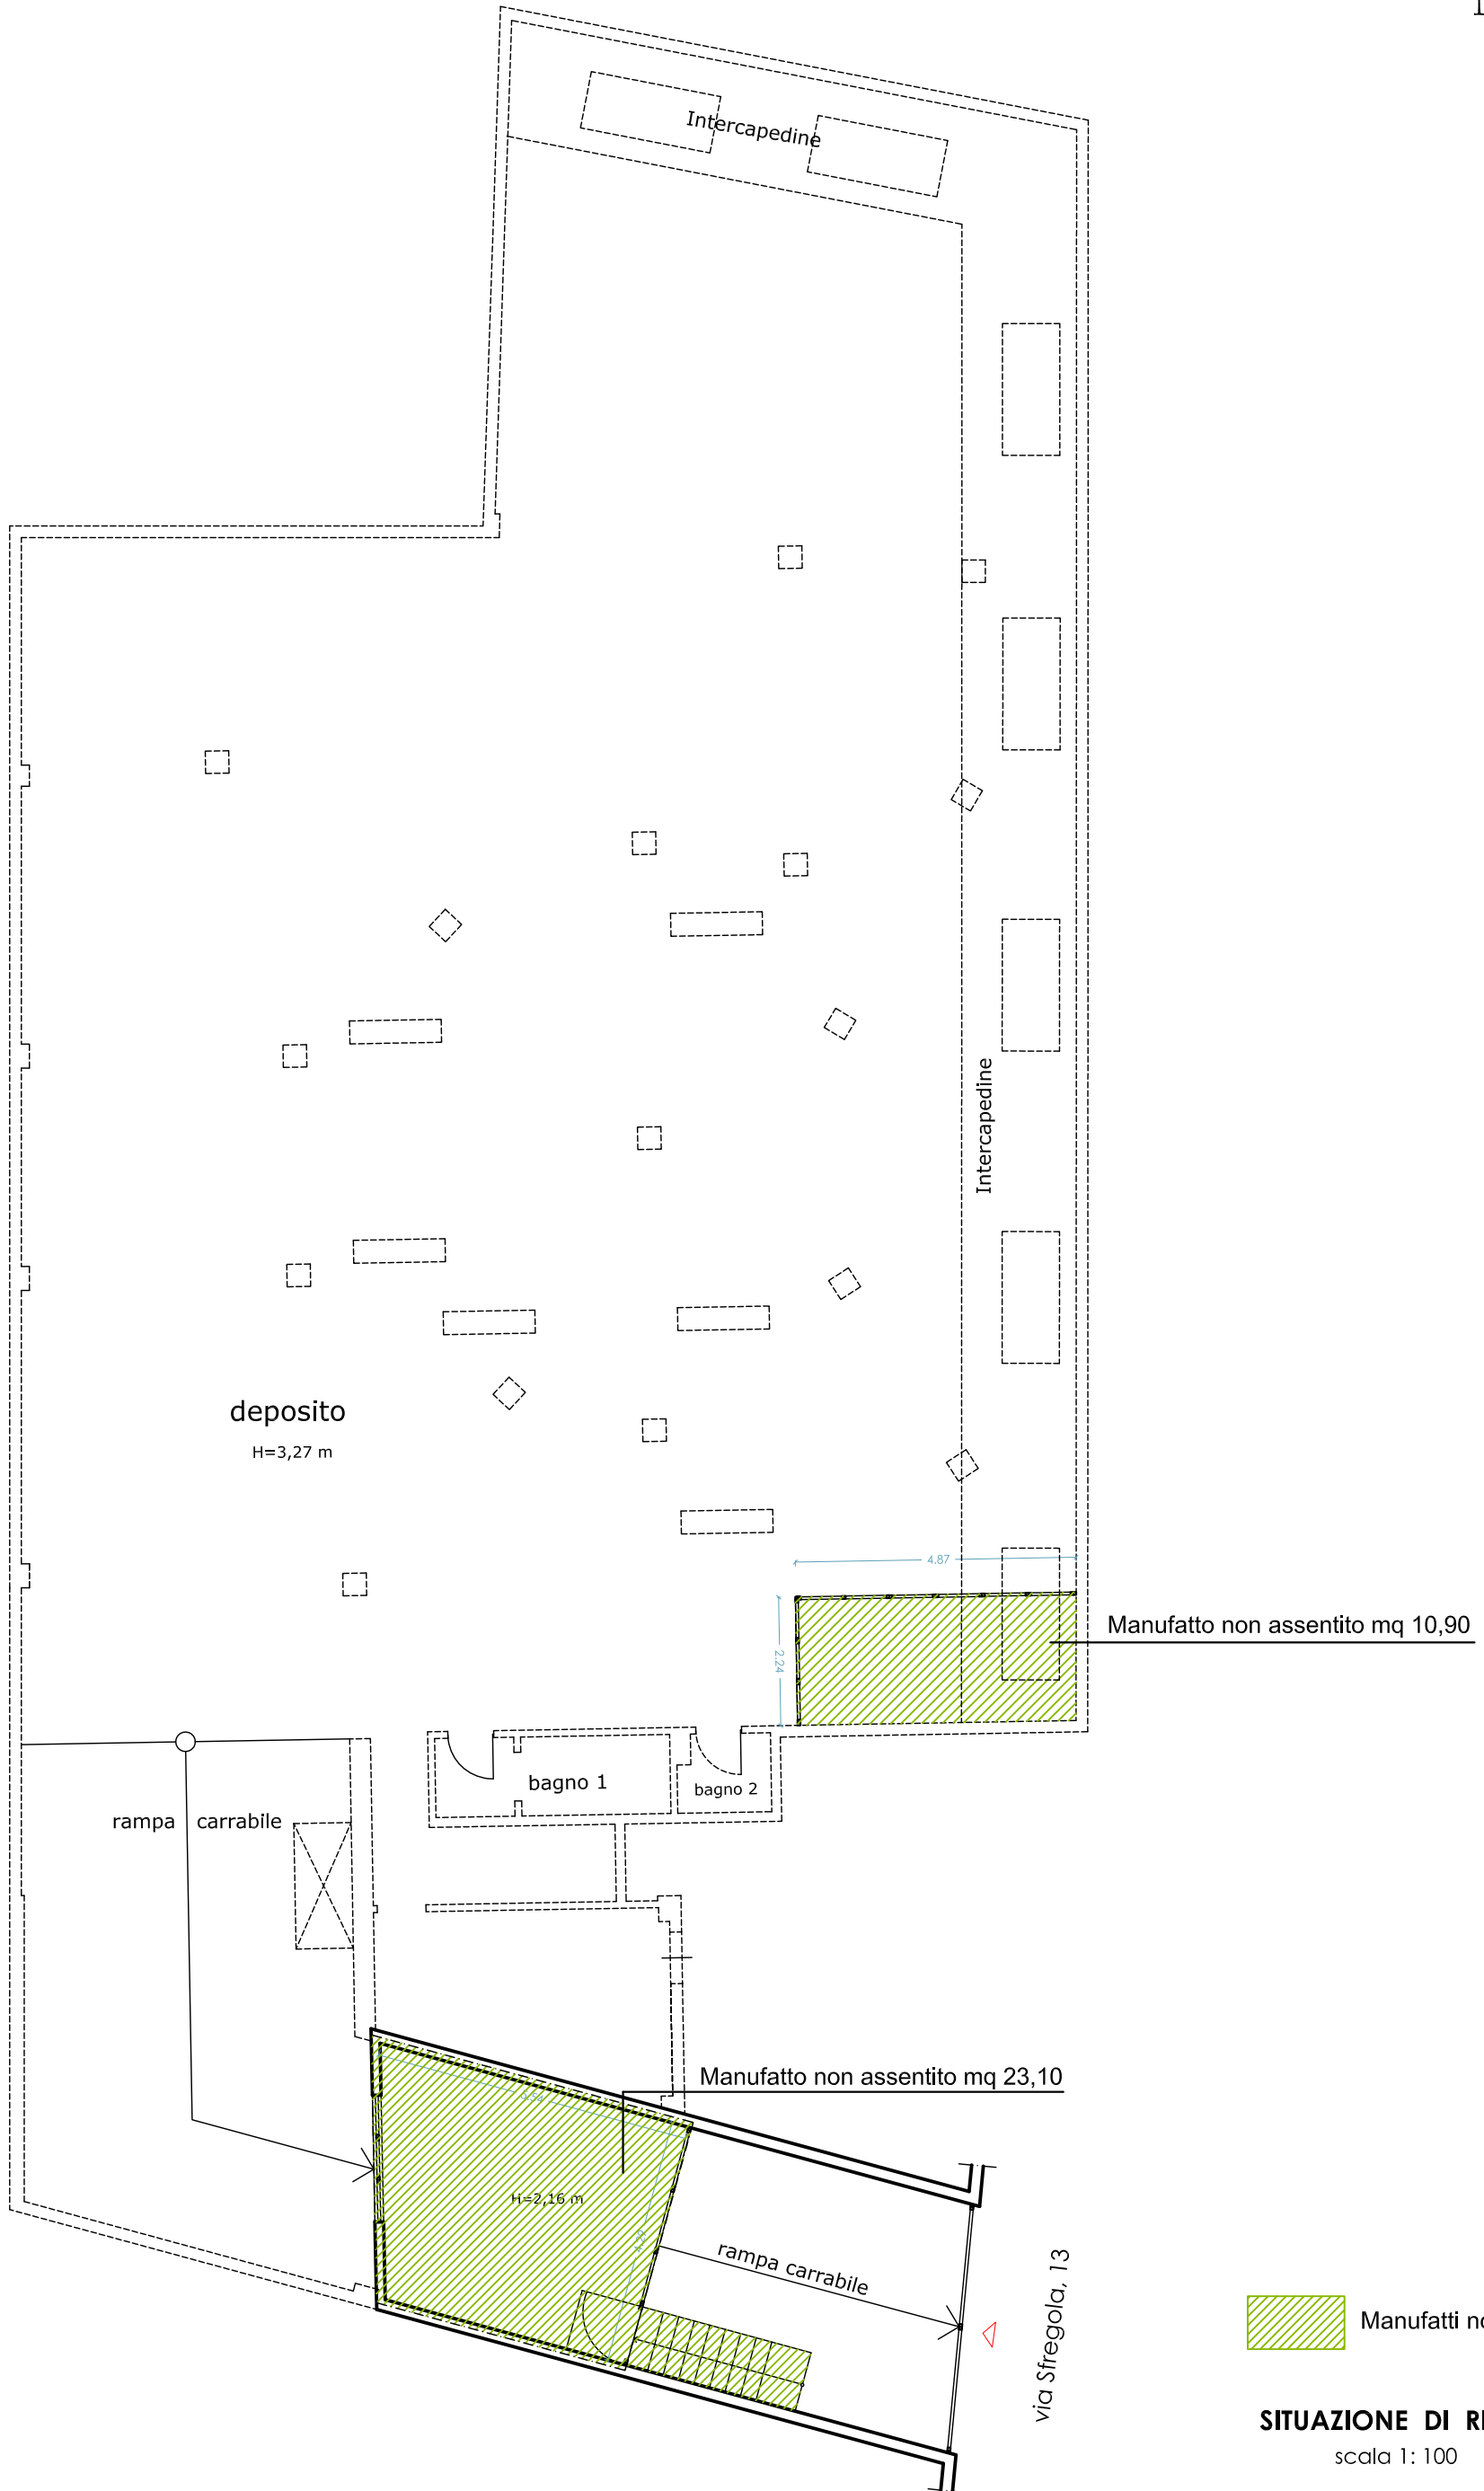 Intercapedine
Intercapedine
deposito
H=3,27 m
4.87
2.24
Manufatto non assentito mq 10,90
bagno 1
bagno 2
rampa carrabile
Manufatto non assentito mq 23,10
H=2,16 m
rampa carrabile
via Sfregola, 13
Manufatti
SITUAZIONE DI
scala 1: 100